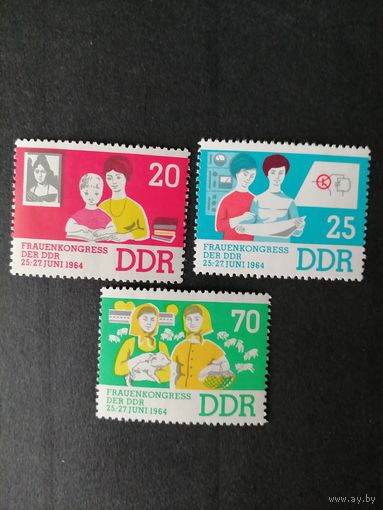 20
FRAUENKONGRESS
DER DDR
25.-27. JUNI 1964
DDR
25
FRAUENKONGRESS
DER DDR
25.-27. JUNI 1964
DDR
70
FRAUENKONGRESS
DER DDR
25.-27. JUNI 1964
DDR
www.ay.by